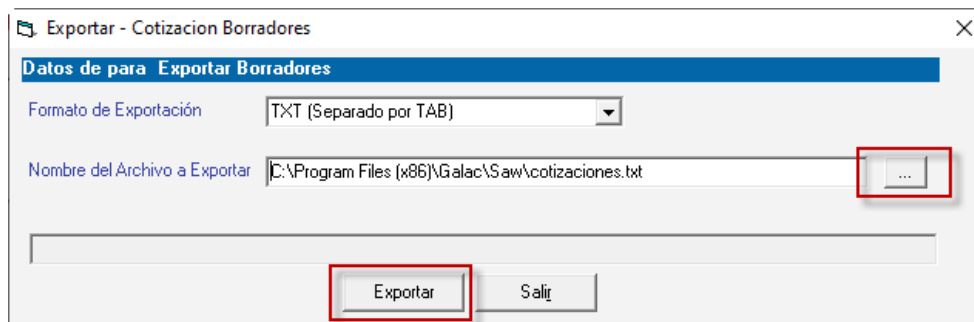 Exportar - Cotizacion Borradores
Datos de para Exportar Borradores
Formato de Exportación TXT (Separado por TAB)
Nombre del Archivo a Exportar C:\Program Files (x86)\Galac\Saw\cotizaciones.txt ...
Exportar Salir